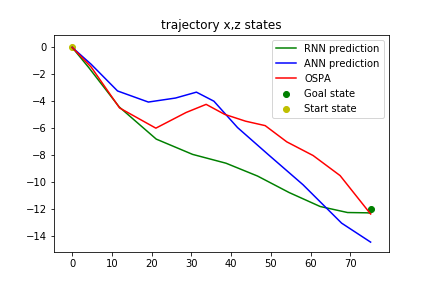 trajectory x,z states
RNN prediction
ANN prediction
OSPA
Goal state
Start state
0
−2
−4
−6
−8
−10
−12
−14
0 10 20 30 40 50 60 70